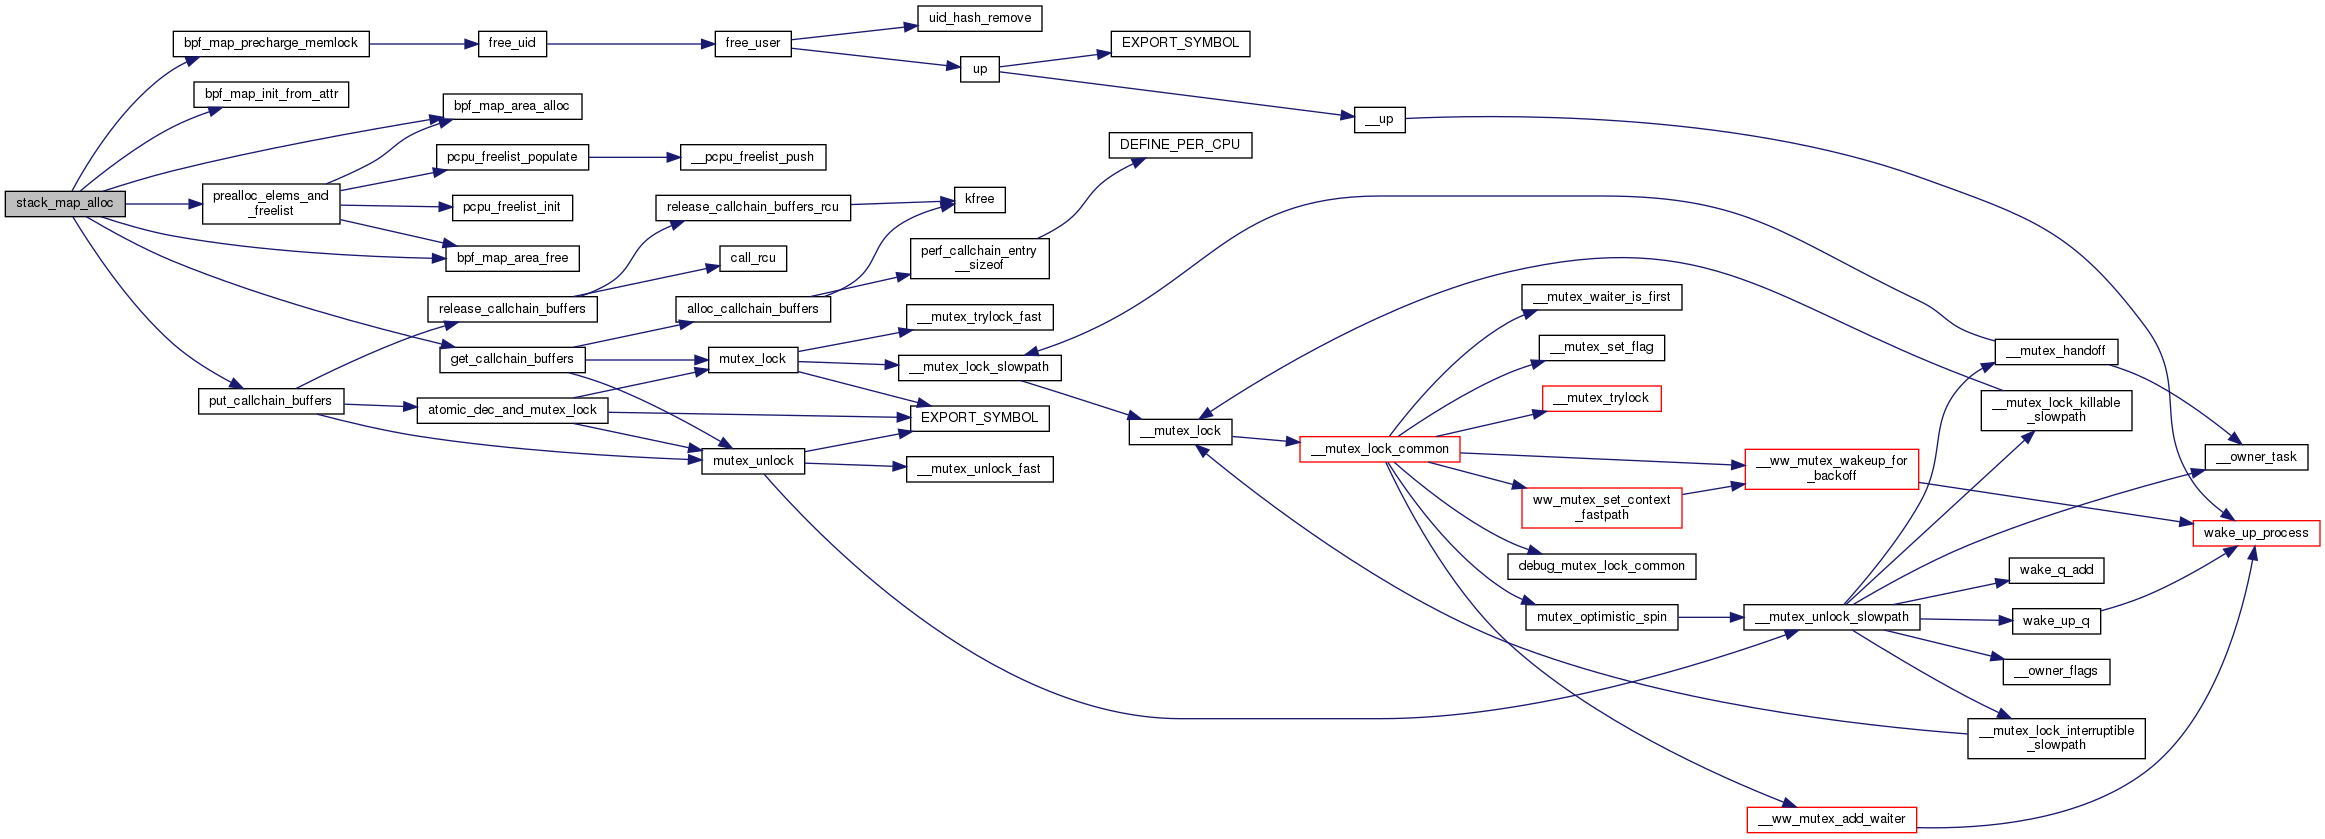 stack_map_alloc
bpf_map_precharge_memlock
bpf_map_init_from_attr
prealloc_elems_and
_freelist
put_callchain_buffers
free_uid
bpf_map_area_alloc
pcpu_freelist_populate
pcpu_freelist_init
bpf_map_area_free
release_callchain_buffers
get_callchain_buffers
atomic_dec_and_mutex_lock
free_user
__pcpu_freelist_push
release_callchain_buffers_rcu
call_rcu
alloc_callchain_buffers
mutex_lock
mutex_unlock
uid_hash_remove
up
kfree
perf_callchain_entry
__sizeof
__mutex_trylock_fast
__mutex_lock_slowpath
EXPORT_SYMBOL
__mutex_unlock_fast
EXPORT_SYMBOL
DEFINE_PER_CPU
__mutex_lock
__up
__mutex_lock_common
__mutex_waiter_is_first
__mutex_set_flag
__mutex_trylock
ww_mutex_set_context
_fastpath
debug_mutex_lock_common
mutex_optimistic_spin
__ww_mutex_wakeup_for
_backoff
__mutex_unlock_slowpath
__ww_mutex_add_waiter
__mutex_handoff
__mutex_lock_killable
_slowpath
wake_q_add
wake_up_q
__owner_flags
__mutex_lock_interruptible
_slowpath
__owner_task
wake_up_process